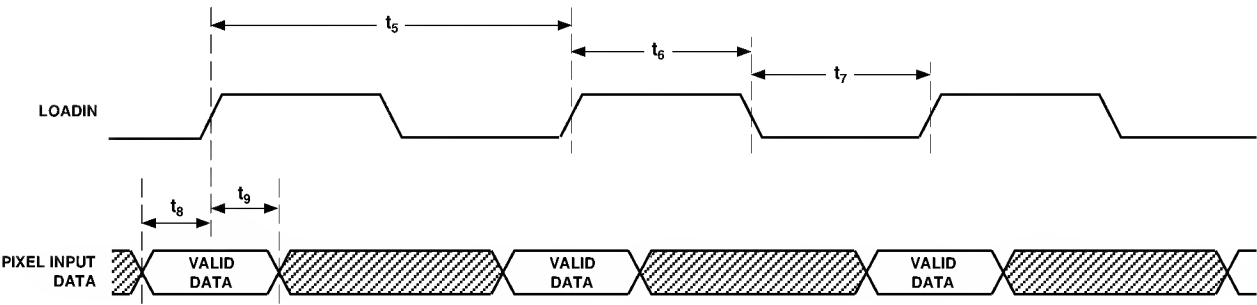 t5
t6
t7
LOADIN
t8
t9
PIXEL INPUT
DATA
VALID
DATA
VALID
DATA
VALID
DATA